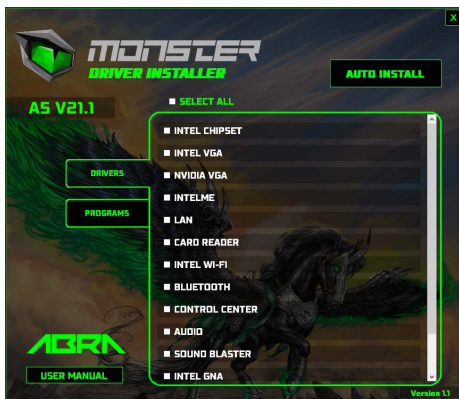 X
MONSTER
DRIVER INSTALLER
AUTO INSTALL
A5 V21.1
SELECT ALL
INTEL CHIPSET
INTEL VGA
NVIDIA VGA
INTELME
LAN
CARD READER
INTEL WI-FI
BLUETOOTH
CONTROL CENTER
AUDIO
SOUND BLASTER
INTEL GNA
DRIVERS
PROGRAMS
ABRA
USER MANUAL
Version 1.1